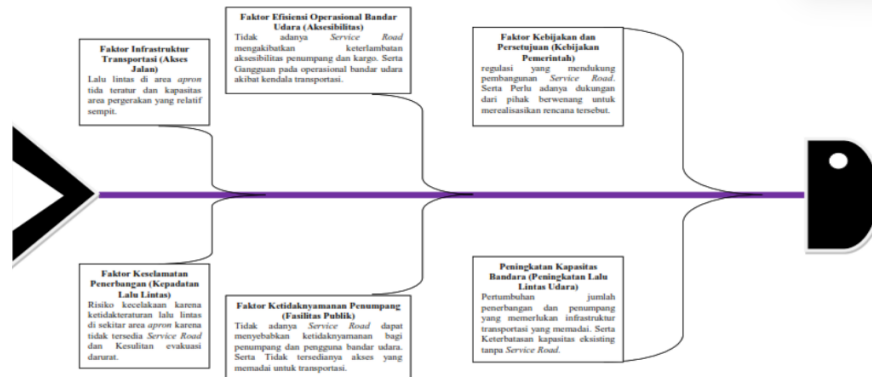 Faktor Infrastruktur
Transportasi (Akses
Jalan)
Lalu lintas di area apron
tida teratur dan kapasitas
area pergerakan yang relatif
sempit.
Faktor Efisiensi Operasional Bandar
Udara (Aksesibilitas)
Tidak adanya Service Road
mengakibatkan keterlambatan
aksesibilitas penumpang dan kargo. Serta
Gangguan pada operasional bandar udara
akibat kendala transportasi.
Faktor Kebijakan dan
Persetujuan (Kebijakan
Pemerintah)
regulasi yang mendukung
pembangunan Service Road.
Serta Perlu adanya dukungan
dari pihak berwenang untuk
merealisasikan rencana tersebut.
Faktor Keselamatan
Penerbangan (Kepadatan
Lalu Lintas)
Risiko kecelakaan karena
ketidakteraturan lalu lintas
di sekitar area apron karena
tidak tersedia Service Road
dan Kesulitan evakuasi
darurat.
Faktor Ketidaknyamanan Penumpang
(Fasilitas Publik)
Tidak adanya Service Road dapat
menyebabkan ketidaknyamanan bagi
penumpang dan pengguna bandar udara.
Serta Tidak tersedianya akses yang
memadai untuk transportasi.
Peningkatan Kapasitas
Bandara (Peningkatan Lalu
Lintas Udara)
Pertumbuhan jumlah
penerbangan dan penumpang
yang memerlukan infrastruktur
transportasi yang memadai. Serta
Keterbatasan kapasitas eksisting
tanpa Service Road.